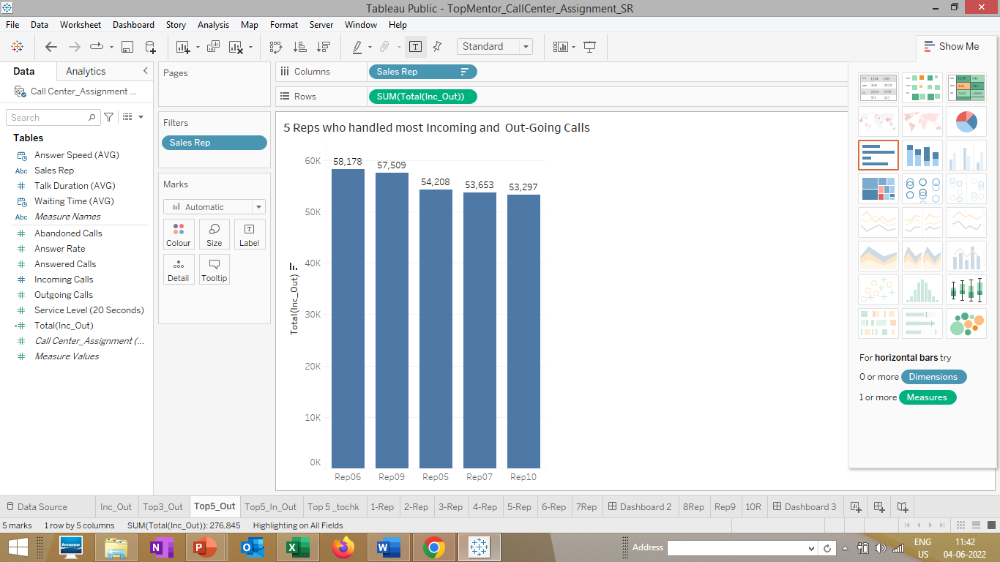 Tableau Public - TopMentor_CallCenter_Assignment_SR
File Data Worksheet Dashboard Story Analysis Map Format Server Window Help
Standard
Show Me
Data Analytics
Call Center_Assignment ...
Search
Tables
Answer Speed (AVG)
Abc Sales Rep
Talk Duration (AVG)
Waiting Time (AVG)
Abc Measure Names
Abandoned Calls
Answer Rate
Answered Calls
Incoming Calls
Outgoing Calls
Service Level (20 Seconds)
Total(Inc_Out)
Call Center_Assignment (...
Measure Values
Pages
Filters
Sales Rep
Marks
Automatic
Colour Size Label
Detail Tooltip
Columns Sales Rep
Rows SUM(Total(Inc_Out))
5 Reps who handled most Incoming and Out-Going Calls
60K
50K
40K
30K
20K
10K
0K
Total(Inc_Out)
58,178 57,509 54,208 53,653 53,297
Rep06 Rep09 Rep05 Rep07 Rep10
For horizontal bars try
0 or more Dimensions
1 or more Measures
Data Source Inc_Out Top3_Out Top5_Out Top5_In_Out Top 5 _tochk 1-Rep 2-Rep 3-Rep 4-Rep 5-Rep 6-Rep 7Rep Dashboard 2 8Rep Rep9 10R Dashboard 3
5 marks 1 row by 5 columns SUM(Total(Inc_Out)): 276,845 Highlighting on All Fields
Address
ENG
US
11:42
04-06-2022